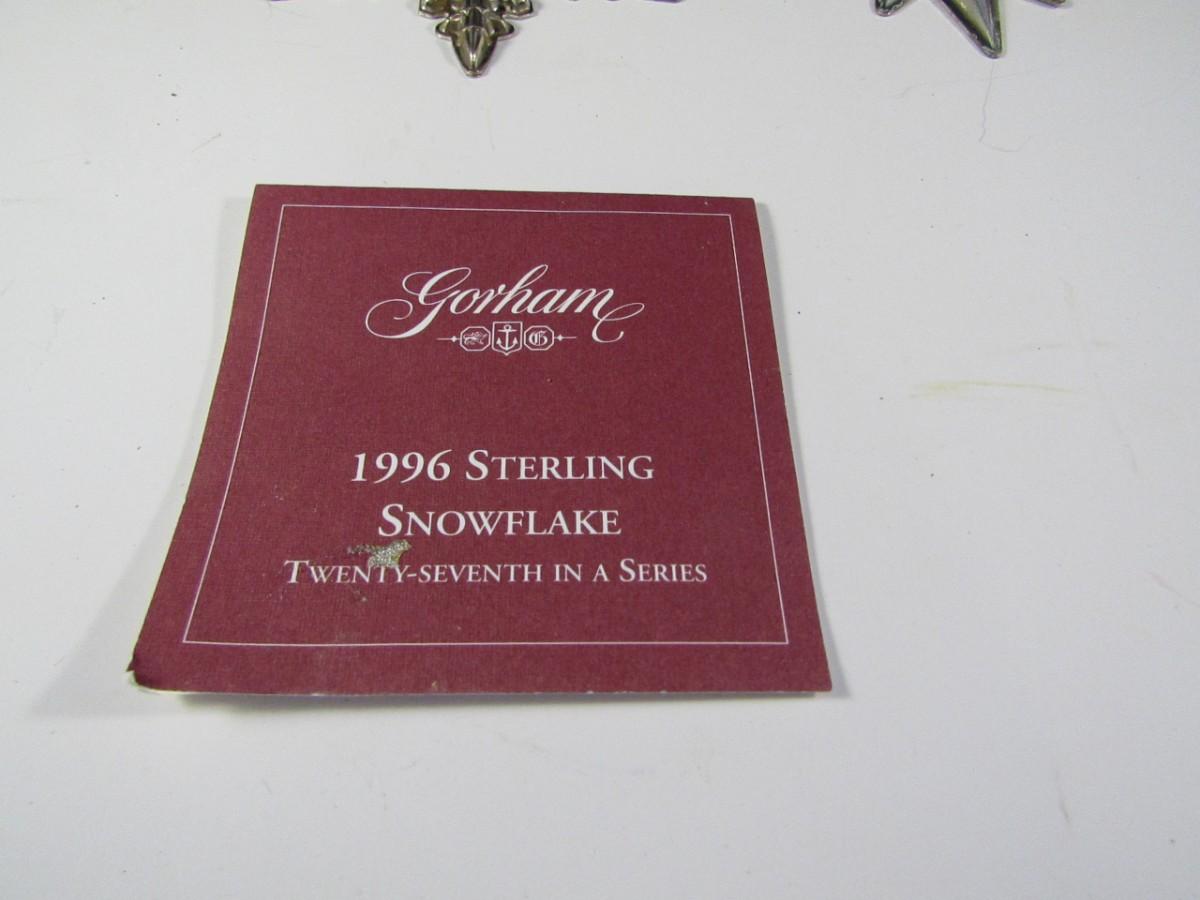 Gorham
G
1996 STERLING
SNOWFLAKE
TWENTY-SEVENTH IN A SERIES